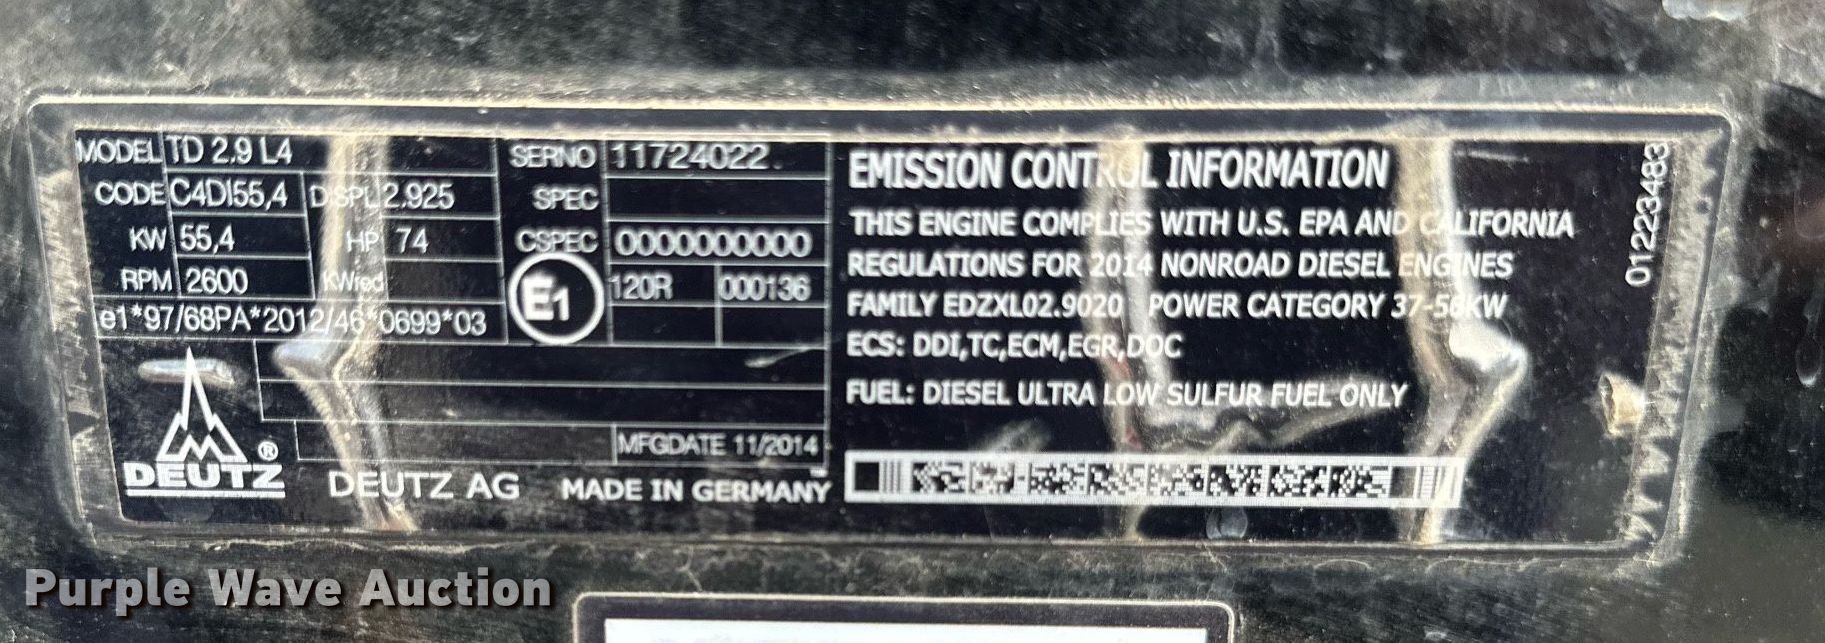 MODEL TD 2.9 L4
CODE C4DI55,4 DISPL 2.925
KW 55,4 HP 74
RPM 2600 KWred
e1*97/68PA*2012/46*0699*03
SERNO 11724022.
SPEC
CSPEC 0000000000
E1 120R 000136
MFGDATE 11/2014
DEUTZ ®
DEUTZ AG MADE IN GERMANY
EMISSION CONTROL INFORMATION
THIS ENGINE COMPLIES WITH U.S. EPA AND CALIFORNIA
REGULATIONS FOR 2014 NONROAD DIESEL ENGINES
FAMILY EDZXL02.9020 POWER CATEGORY 37-56KW
ECS: DDI,TC,ECM,EGR,DOC
FUEL: DIESEL ULTRA LOW SULFUR FUEL ONLY
01223483
Purple Wave Auction